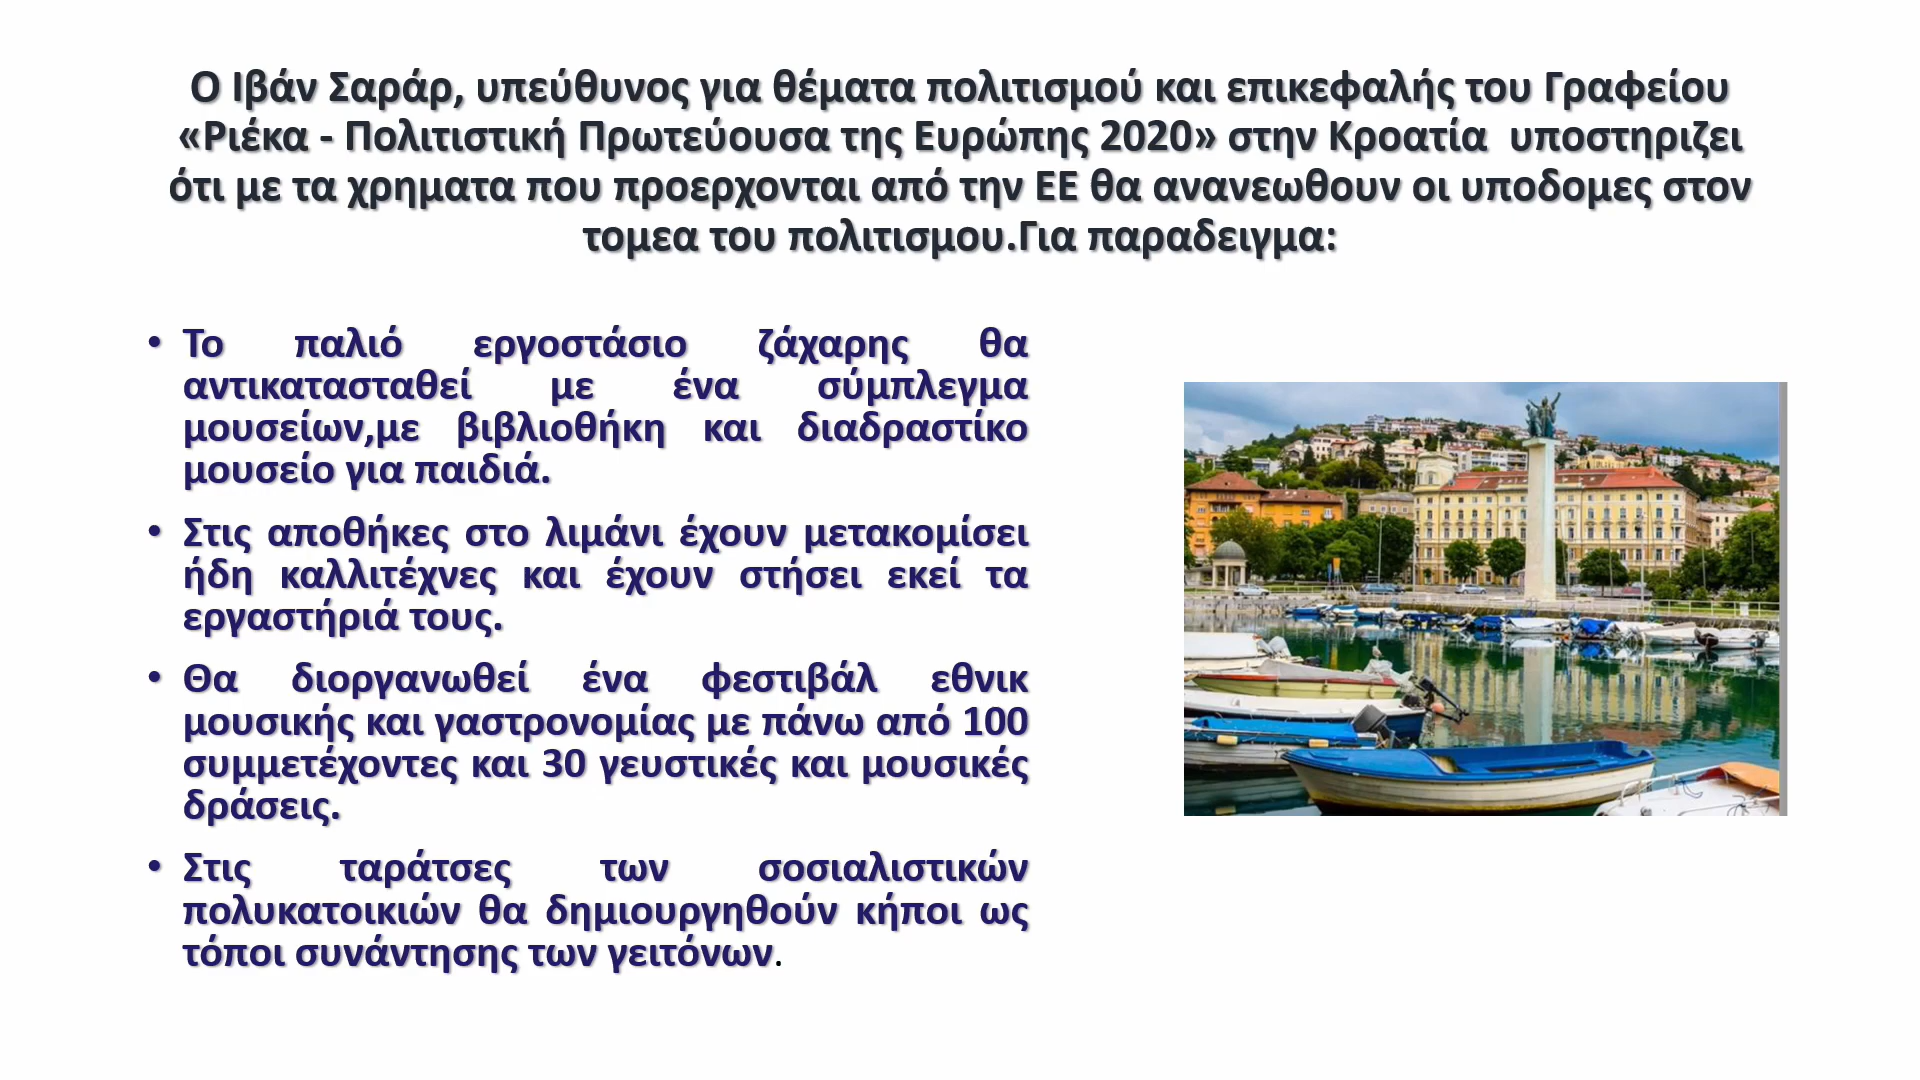 Ο Ιβάν Σαράρ, υπεύθυνος για θέματα πολιτισμού και επικεφαλής του Γραφείου
«Ριέκα - Πολιτιστική Πρωτεύουσα της Ευρώπης 2020» στην Κροατία  υποστηριζει
ότι με τα χρηματα που προερχονται από την ΕΕ θα ανανεωθουν οι υποδομες στον
τομεα του πολιτισμου.Για παραδειγμα:
• Το παλιό εργοστάσιο ζάχαρης θα
αντικατασταθεί με ένα σύμπλεγμα
μουσείων,με βιβλιοθήκη και διαδραστίκο
μουσείο για παιδιά.
• Στις αποθήκες στο λιμάνι έχουν μετακομίσει
ήδη καλλιτέχνες και έχουν στήσει εκεί τα
εργαστήριά τους.
• Θα διοργανωθεί ένα φεστιβάλ εθνικ
μουσικής και γαστρονομίας με πάνω από 100
συμμετέχοντες και 30 γευστικές και μουσικές
δράσεις.
• Στις ταράτσες των σοσιαλιστικών
πολυκατοικιών θα δημιουργηθούν κήποι ως
τόποι συνάντησης των γειτόνων.